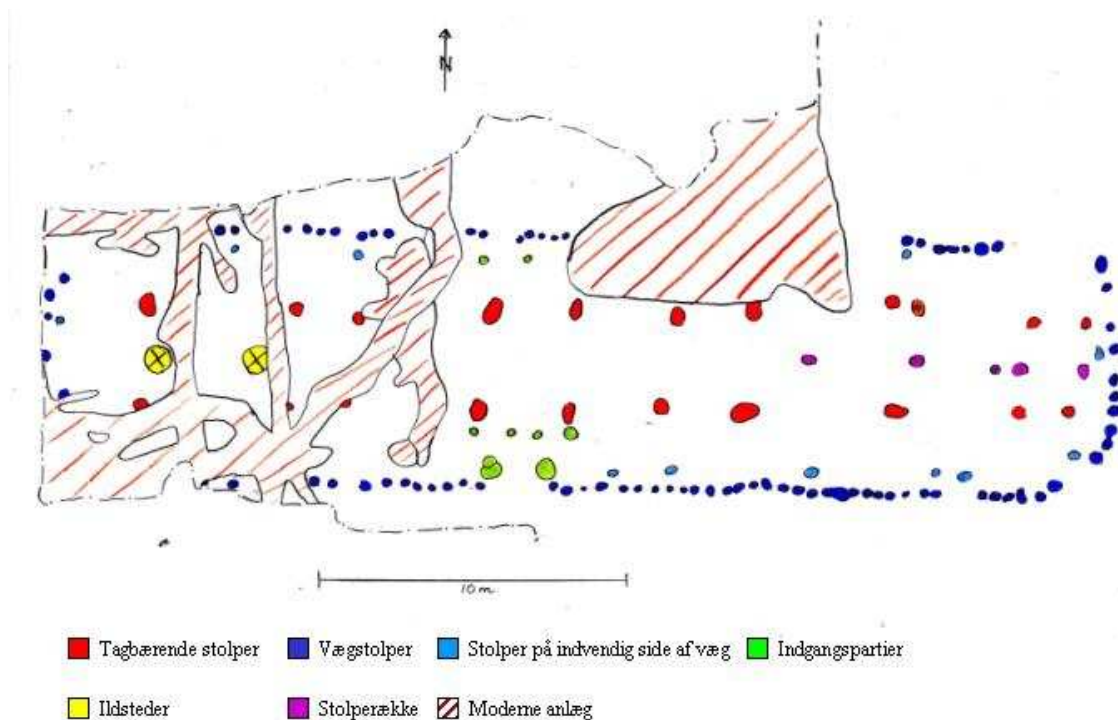 N
10 m
Tagbærende stolper
Vægstolper
Stolper på indvendig side af væg
Indgangspartier
Ildsteder
Stolperække
Moderne anlæg